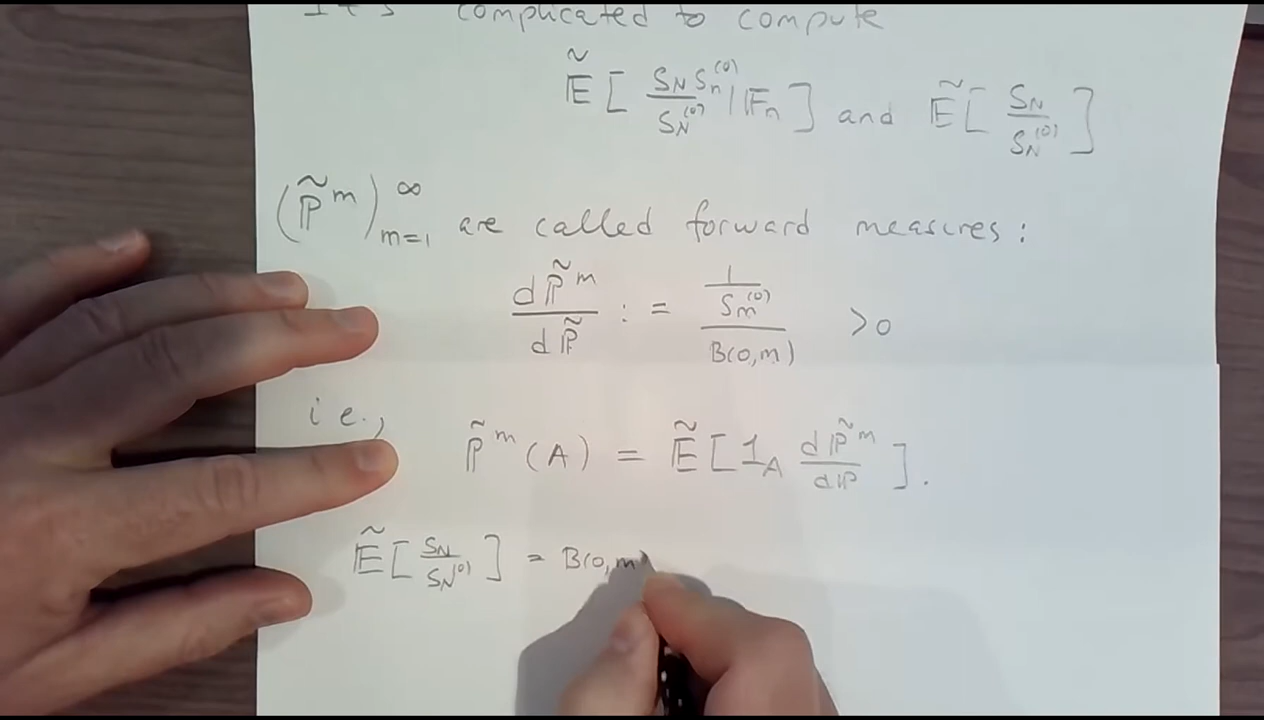 It's complicated to compute
Ẽ[ S_N S_n^(0) / S_N^(0) | F_n ] and Ẽ[ S_N / S_N^(0) ]
(P̃^m)_{m=1}^∞ are called forward measures:
dP̃^m / dP̃ := (1 / S_m^(0)) / B(0,m) > 0
i.e., P̃^m (A) = Ẽ[ 1_A dP̃^m / dP ].
Ẽ[ S_N / S_N^(0) ] = B(0,m)